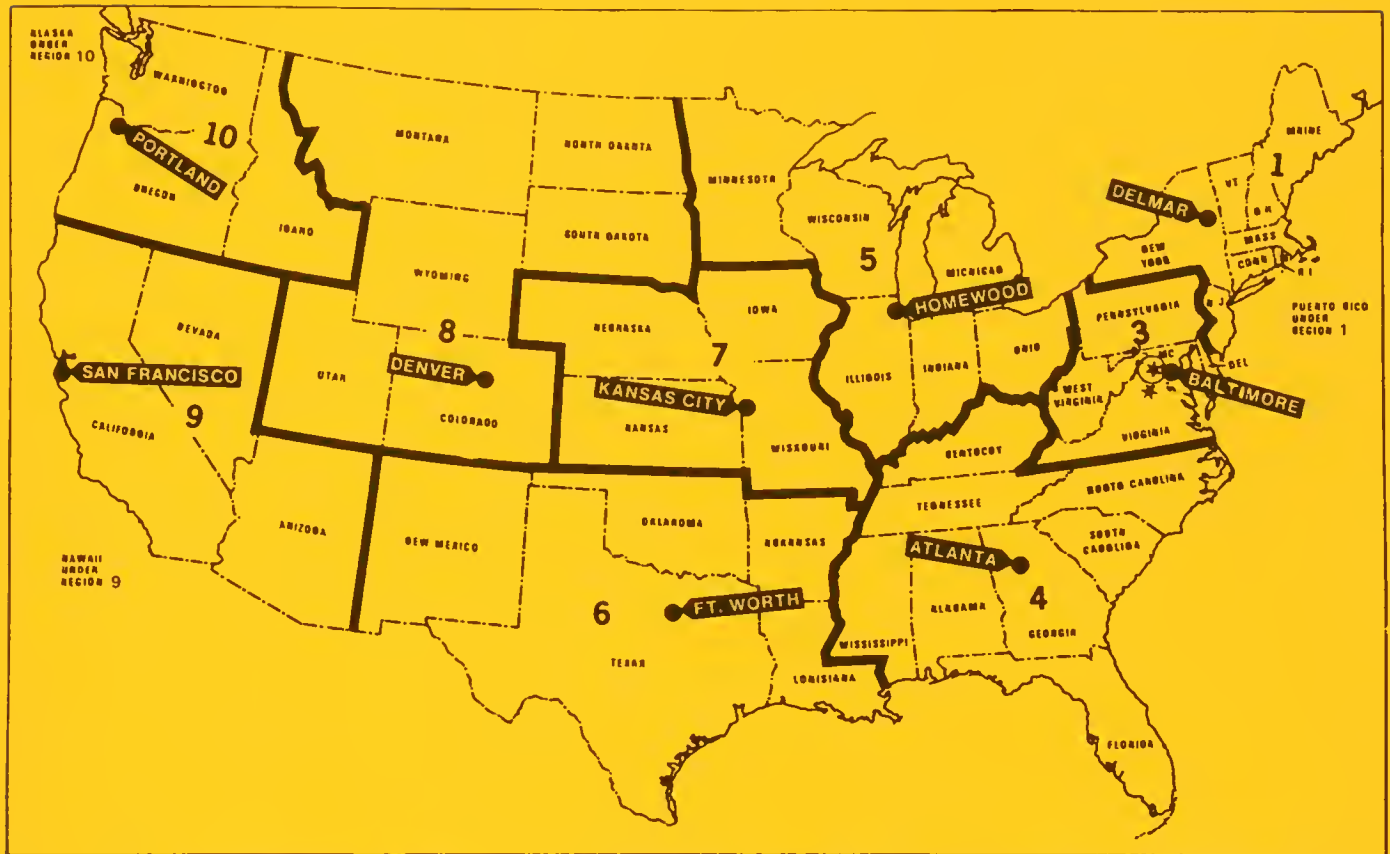 ALASKA
UNDER
REGION 10
WASHINGTON
10
PORTLAND
OREGON
IDAHO
MONTANA
NORTH DAKOTA
SOUTH DAKOTA
WYOMING
MINNESOTA
WISCONSIN
5
MICHIGAN
HOMEWOOD
MAINE
1
VT.
N.H.
DELMAR
MASS
CONN
R I
NEW
YORK
PUERTO RICO
UNDER
REGION 1
PENNSYLVANIA
3
N J
DEL
BALTIMORE
WEST
VIRGINIA
VIRGINIA
OHIO
INDIANA
ILLINOIS
IOWA
NEBRASKA
7
KANSAS CITY
KANSAS
MISSOURI
8
DENVER
COLORADO
UTAH
NEVADA
SAN FRANCISCO
9
CALIFORNIA
ARIZONA
NEW MEXICO
HAWAII
UNDER
REGION 9
OKLAHOMA
ARKANSAS
6
FT. WORTH
TEXAS
LOUISIANA
KENTUCKY
TENNESSEE
NORTH CAROLINA
SOUTH
CAROLINA
ATLANTA
4
MISSISSIPPI
ALABAMA
GEORGIA
FLORIDA